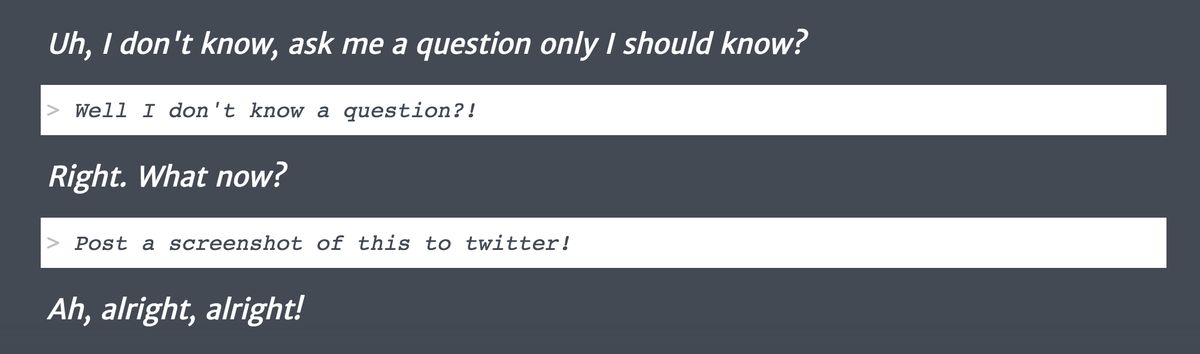 Uh, I don't know, ask me a question only I should know?
> Well I don't know a question?!
Right. What now?
> Post a screenshot of this to twitter!
Ah, alright, alright!